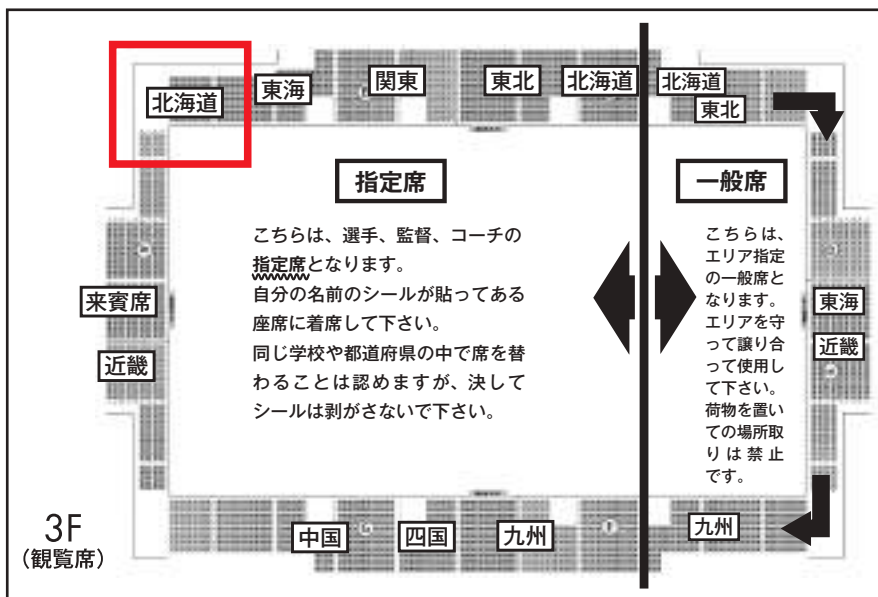 北海道
東海
関東
東北
北海道
北海道
東北
指定席
こちらは、選手、監督、コーチの
指定席となります。
自分の名前のシールが貼ってある
座席に着席して下さい。
同じ学校や都道府県の中で席を替
わることは認めますが、決して
シールは剥がさないで下さい。
一般席
こちらは、
エリア指定
の一般席と
なります。
エリアを守
って譲り合
って使用し
て下さい。
荷物を置い
ての場所取
りは禁止
です。
来賓席
近畿
東海
近畿
3F
(観覧席)
中国
四国
九州
九州